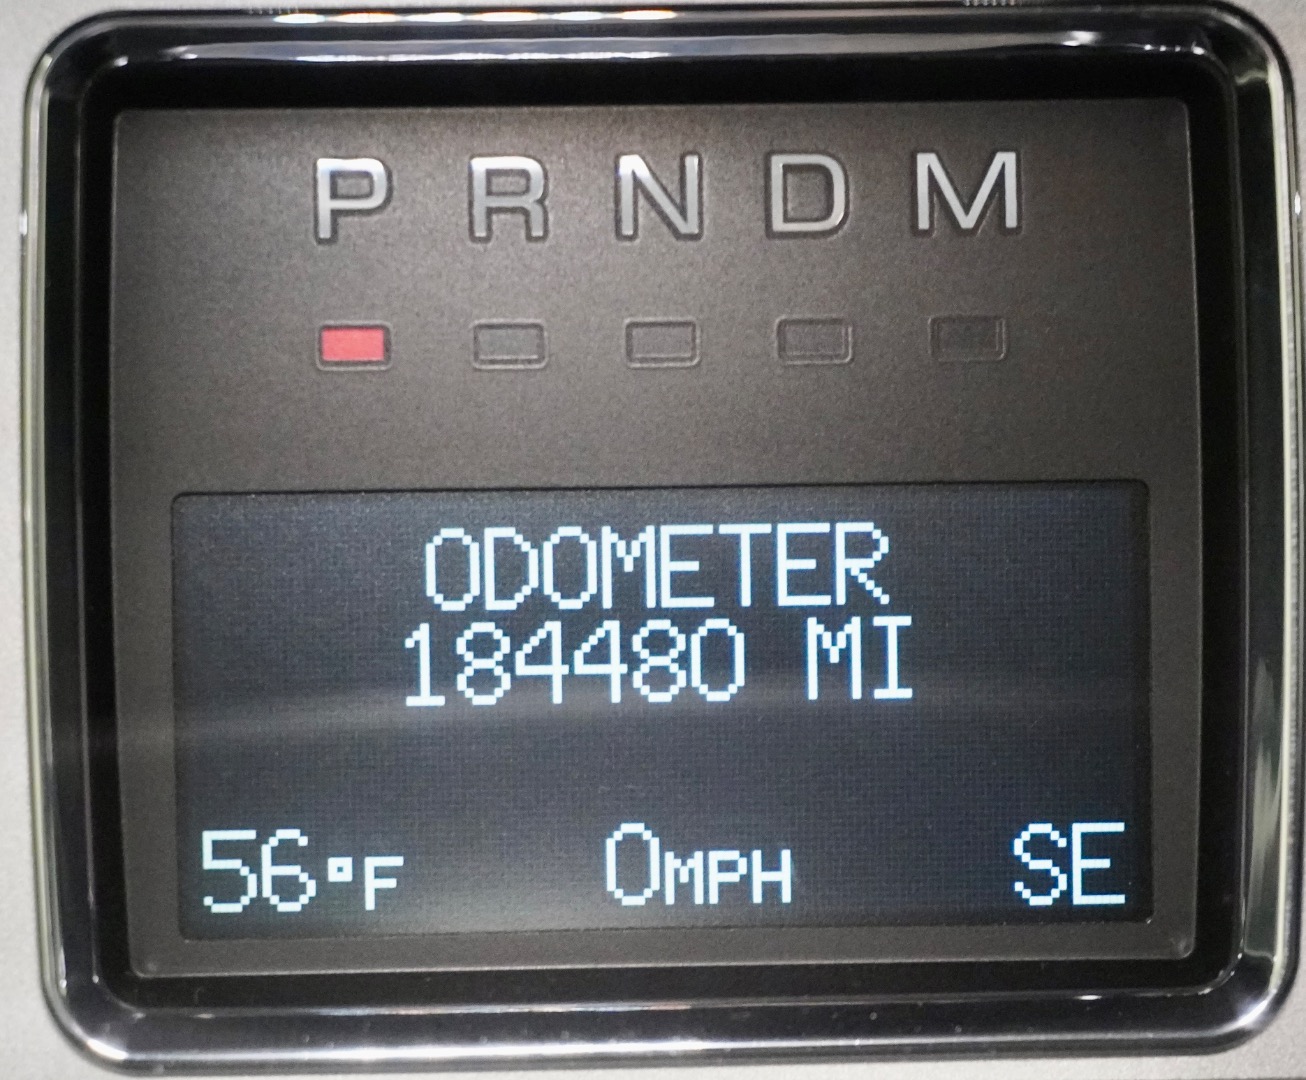 P R N D M
ODOMETER
184480 MI
56°F 0MPH SE